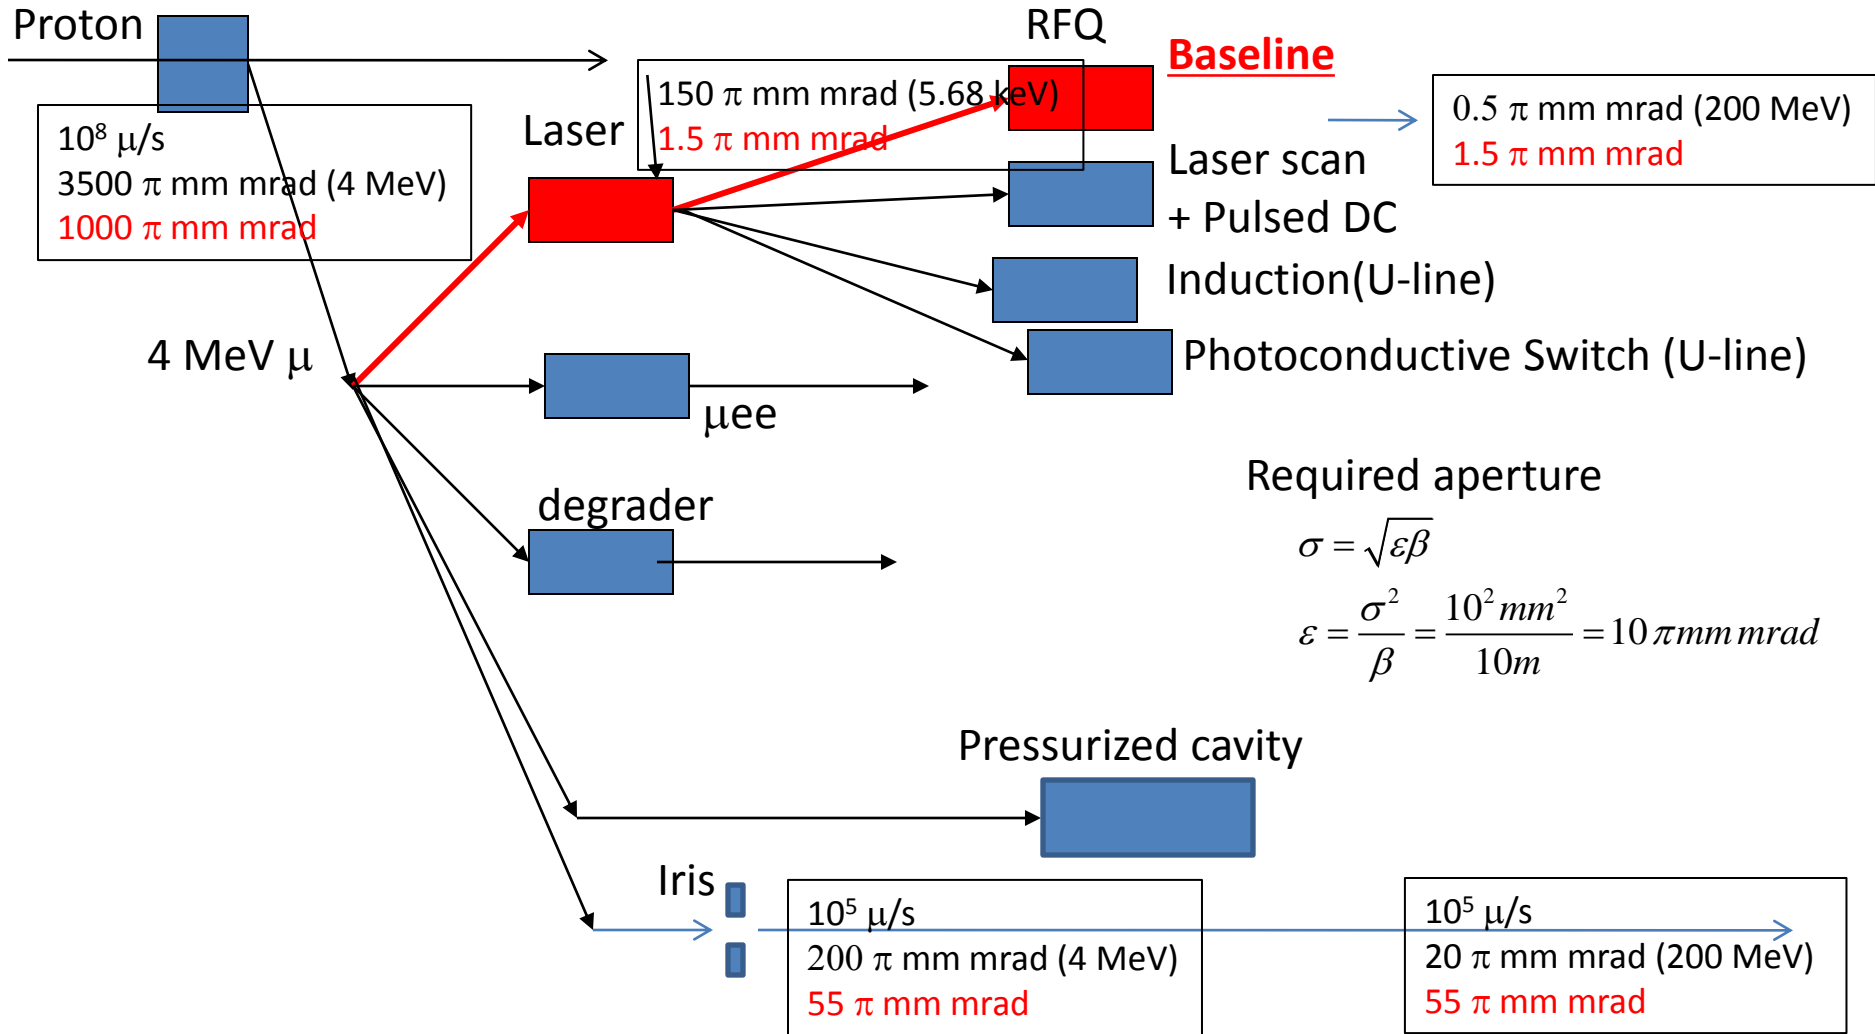 Proton
RFQ
Baseline
150 π mm mrad (5.68 keV)
1.5 π mm mrad
0.5 π mm mrad (200 MeV)
1.5 π mm mrad
10⁸ μ/s
3500 π mm mrad (4 MeV)
1000 π mm mrad
Laser
Laser scan
+ Pulsed DC
Induction(U-line)
4 MeV μ
Photoconductive Switch (U-line)
μee
Required aperture
degrader
σ = √εβ
ε = σ²/β = 10² mm²/10m = 10 π mm mrad
Pressurized cavity
Iris
10⁵ μ/s
200 π mm mrad (4 MeV)
55 π mm mrad
10⁵ μ/s
20 π mm mrad (200 MeV)
55 π mm mrad